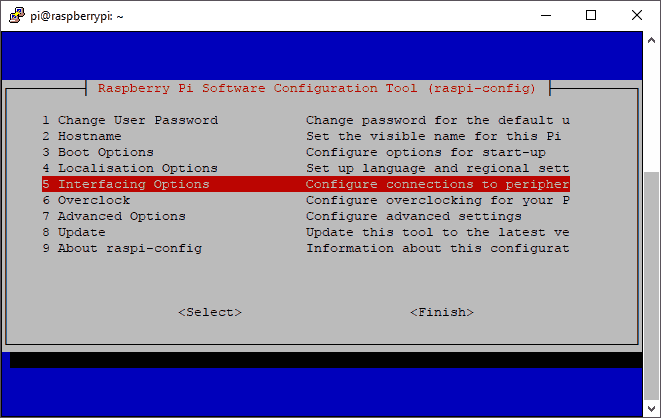 pi@raspberrypi: ~
Raspberry Pi Software Configuration Tool (raspi-config)
1 Change User Password Change password for the default u
2 Hostname Set the visible name for this Pi
3 Boot Options Configure options for start-up
4 Localisation Options Set up language and regional sett
5 Interfacing Options Configure connections to peripher
6 Overclock Configure overclocking for your P
7 Advanced Options Configure advanced settings
8 Update Update this tool to the latest ve
9 About raspi-config Information about this configurat
<Select> <Finish>